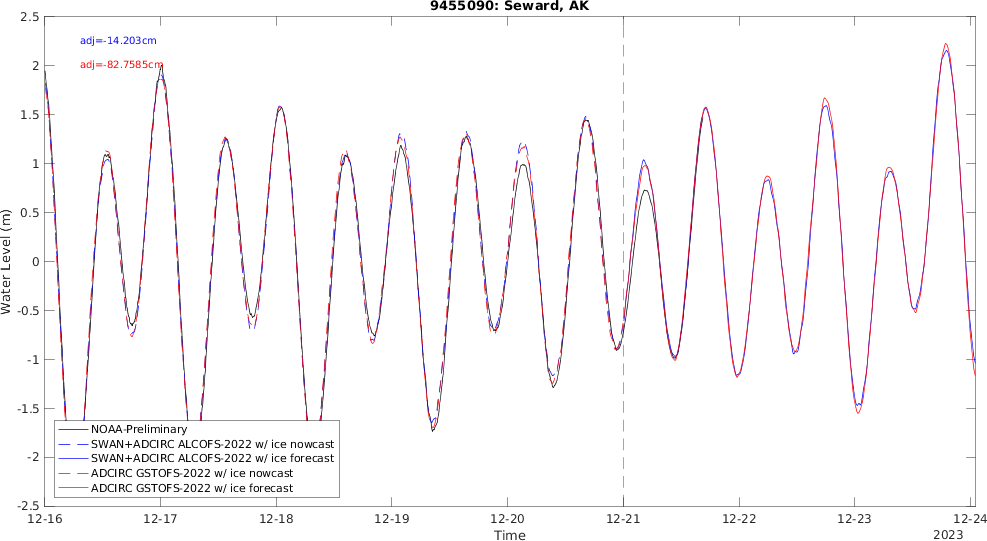 9455090: Seward, AK
adj=-14.203cm
adj=-82.7585cm
Water Level (m)
2.5
2
1.5
1
0.5
0
-0.5
-1
-1.5
-2
-2.5
NOAA-Preliminary
SWAN+ADCIRC ALCOFS-2022 w/ ice nowcast
SWAN+ADCIRC ALCOFS-2022 w/ ice forecast
ADCIRC GSTOFS-2022 w/ ice nowcast
ADCIRC GSTOFS-2022 w/ ice forecast
12-16 12-17 12-18 12-19 12-20 12-21 12-22 12-23 12-24
Time
2023